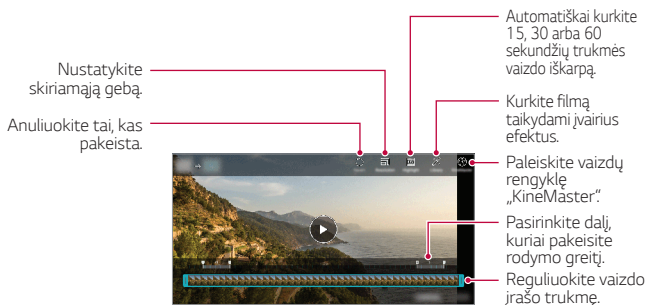 Nustatykite
skiriamąją gebą.
Anuliuokite tai, kas
pakeista.
Automatiškai kurkite
15, 30 arba 60
sekundžių trukmės
vaizdo iškarpą.
Kurkite filmą
taikydami įvairius
efektus.
Paleiskite vaizdų
rengyklę
„KineMaster“.
Pasirinkite dalį,
kuriai pakeisite
rodymo greitį.
Reguliuokite vaizdo
įrašo trukmę.